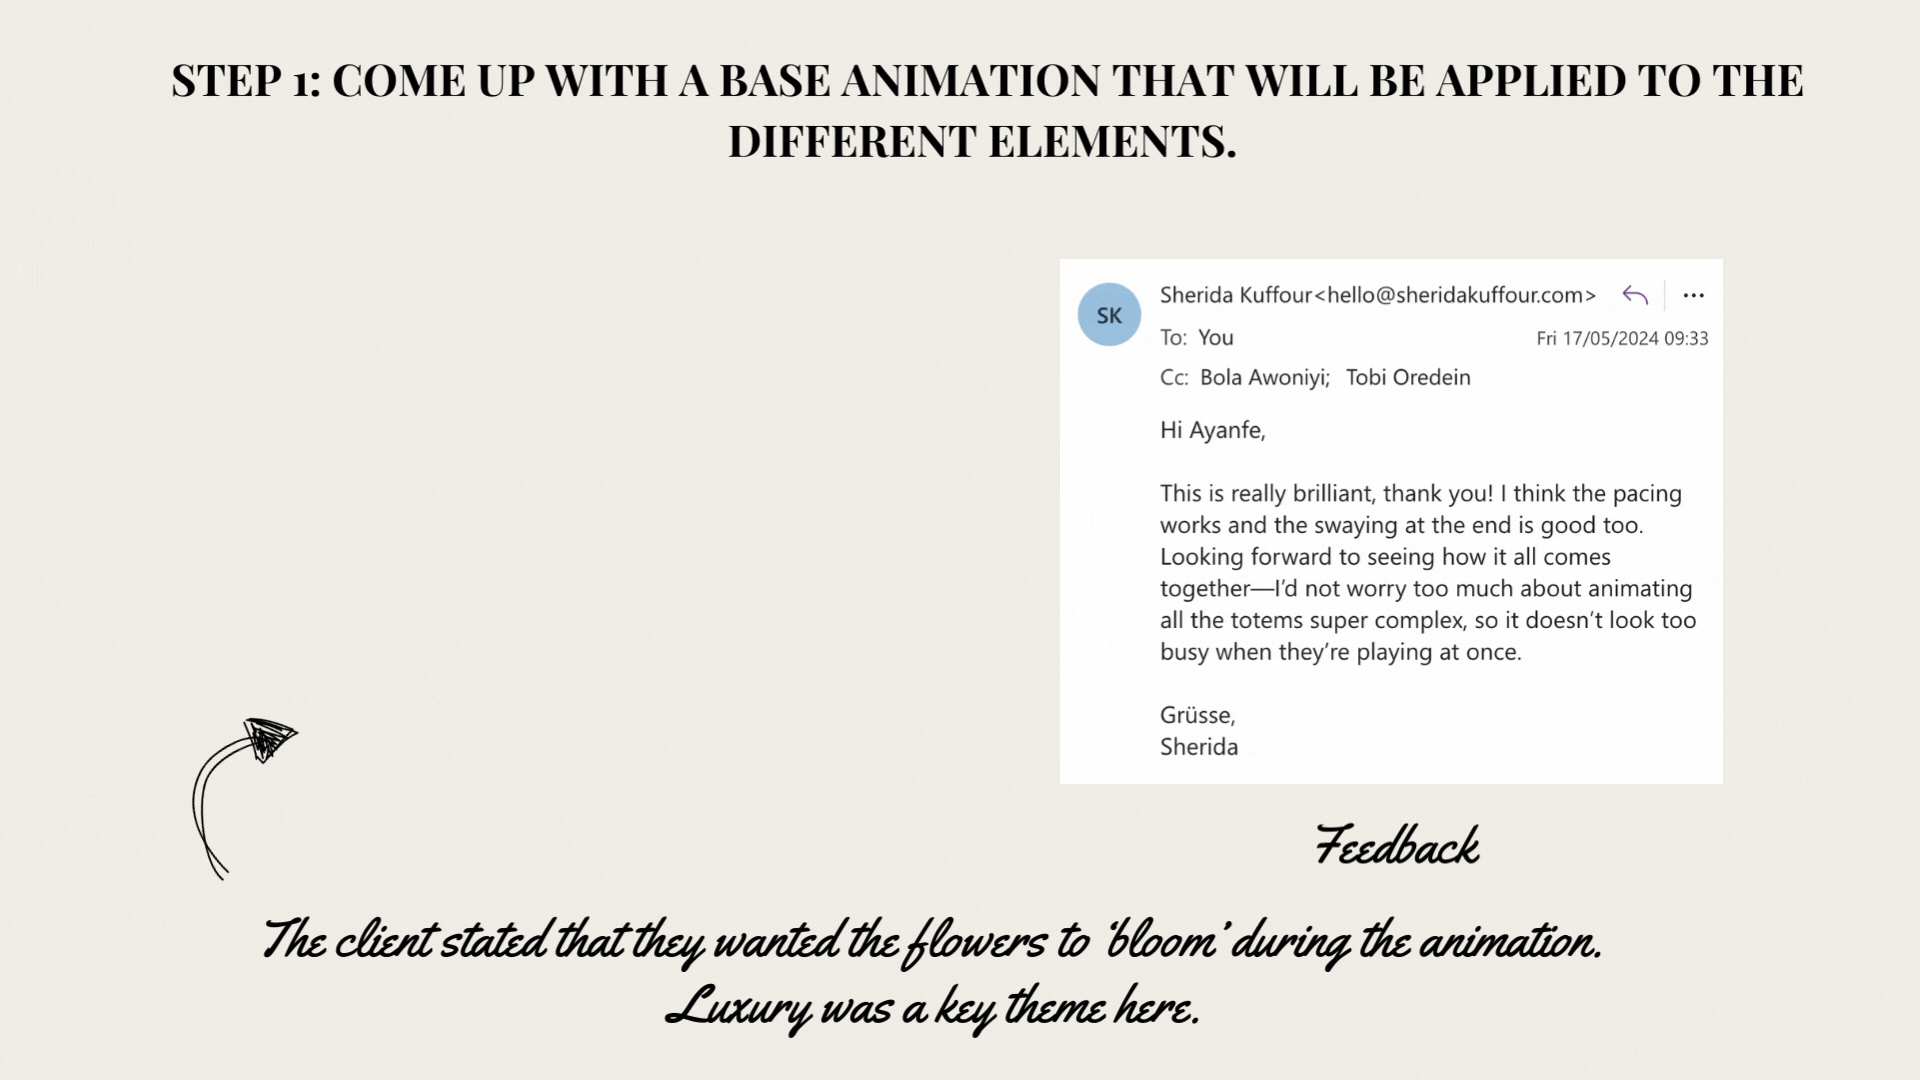 STEP 1: COME UP WITH A BASE ANIMATION THAT WILL BE APPLIED TO THE
DIFFERENT ELEMENTS.
SK
Sherida Kuffour<hello@sheridakuffour.com>
To: You
Fri 17/05/2024 09:33
Cc: Bola Awoniyi; Tobi Oredein
Hi Ayanfe,
This is really brilliant, thank you! I think the pacing
works and the swaying at the end is good too.
Looking forward to seeing how it all comes
together—I'd not worry too much about animating
all the totems super complex, so it doesn't look too
busy when they're playing at once.
Grüsse,
Sherida
Feedback
The client stated that they wanted the flowers to 'bloom' during the animation.
Luxury was a key theme here.